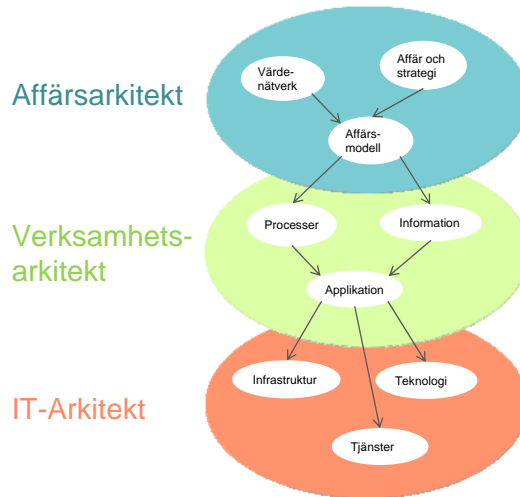 Affärsarkitekt
Värde-
nätverk
Affär och
strategi
Affärs-
modell
Verksamhets-
arkitekt
Processer
Information
Applikation
IT-Arkitekt
Infrastruktur
Teknologi
Tjänster